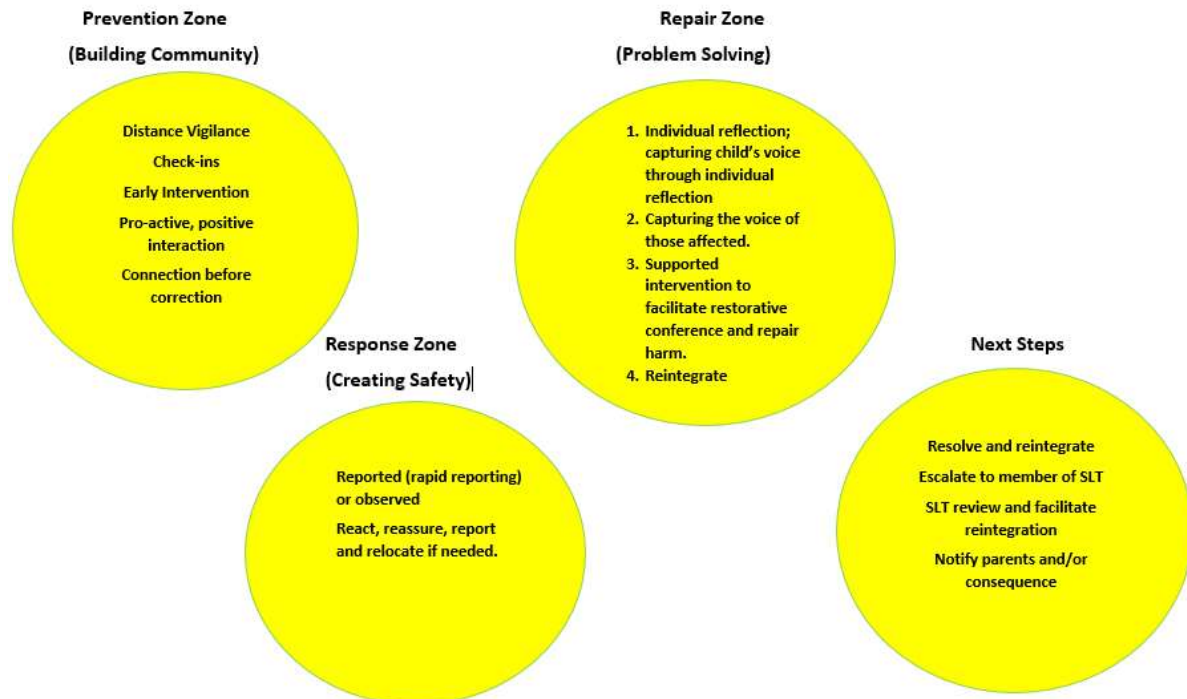 Prevention Zone
(Building Community)
Distance Vigilance
Check-ins
Early Intervention
Pro-active, positive
interaction
Connection before
correction
Response Zone
(Creating Safety)
Reported (rapid reporting)
or observed
React, reassure, report
and relocate if needed.
Repair Zone
(Problem Solving)
1. Individual reflection;
capturing child's voice
through individual
reflection
2. Capturing the voice of
those affected.
3. Supported
intervention to
facilitate restorative
conference and repair
harm.
4. Reintegrate
Next Steps
Resolve and reintegrate
Escalate to member of SLT
SLT review and facilitate
reintegration
Notify parents and/or
consequence